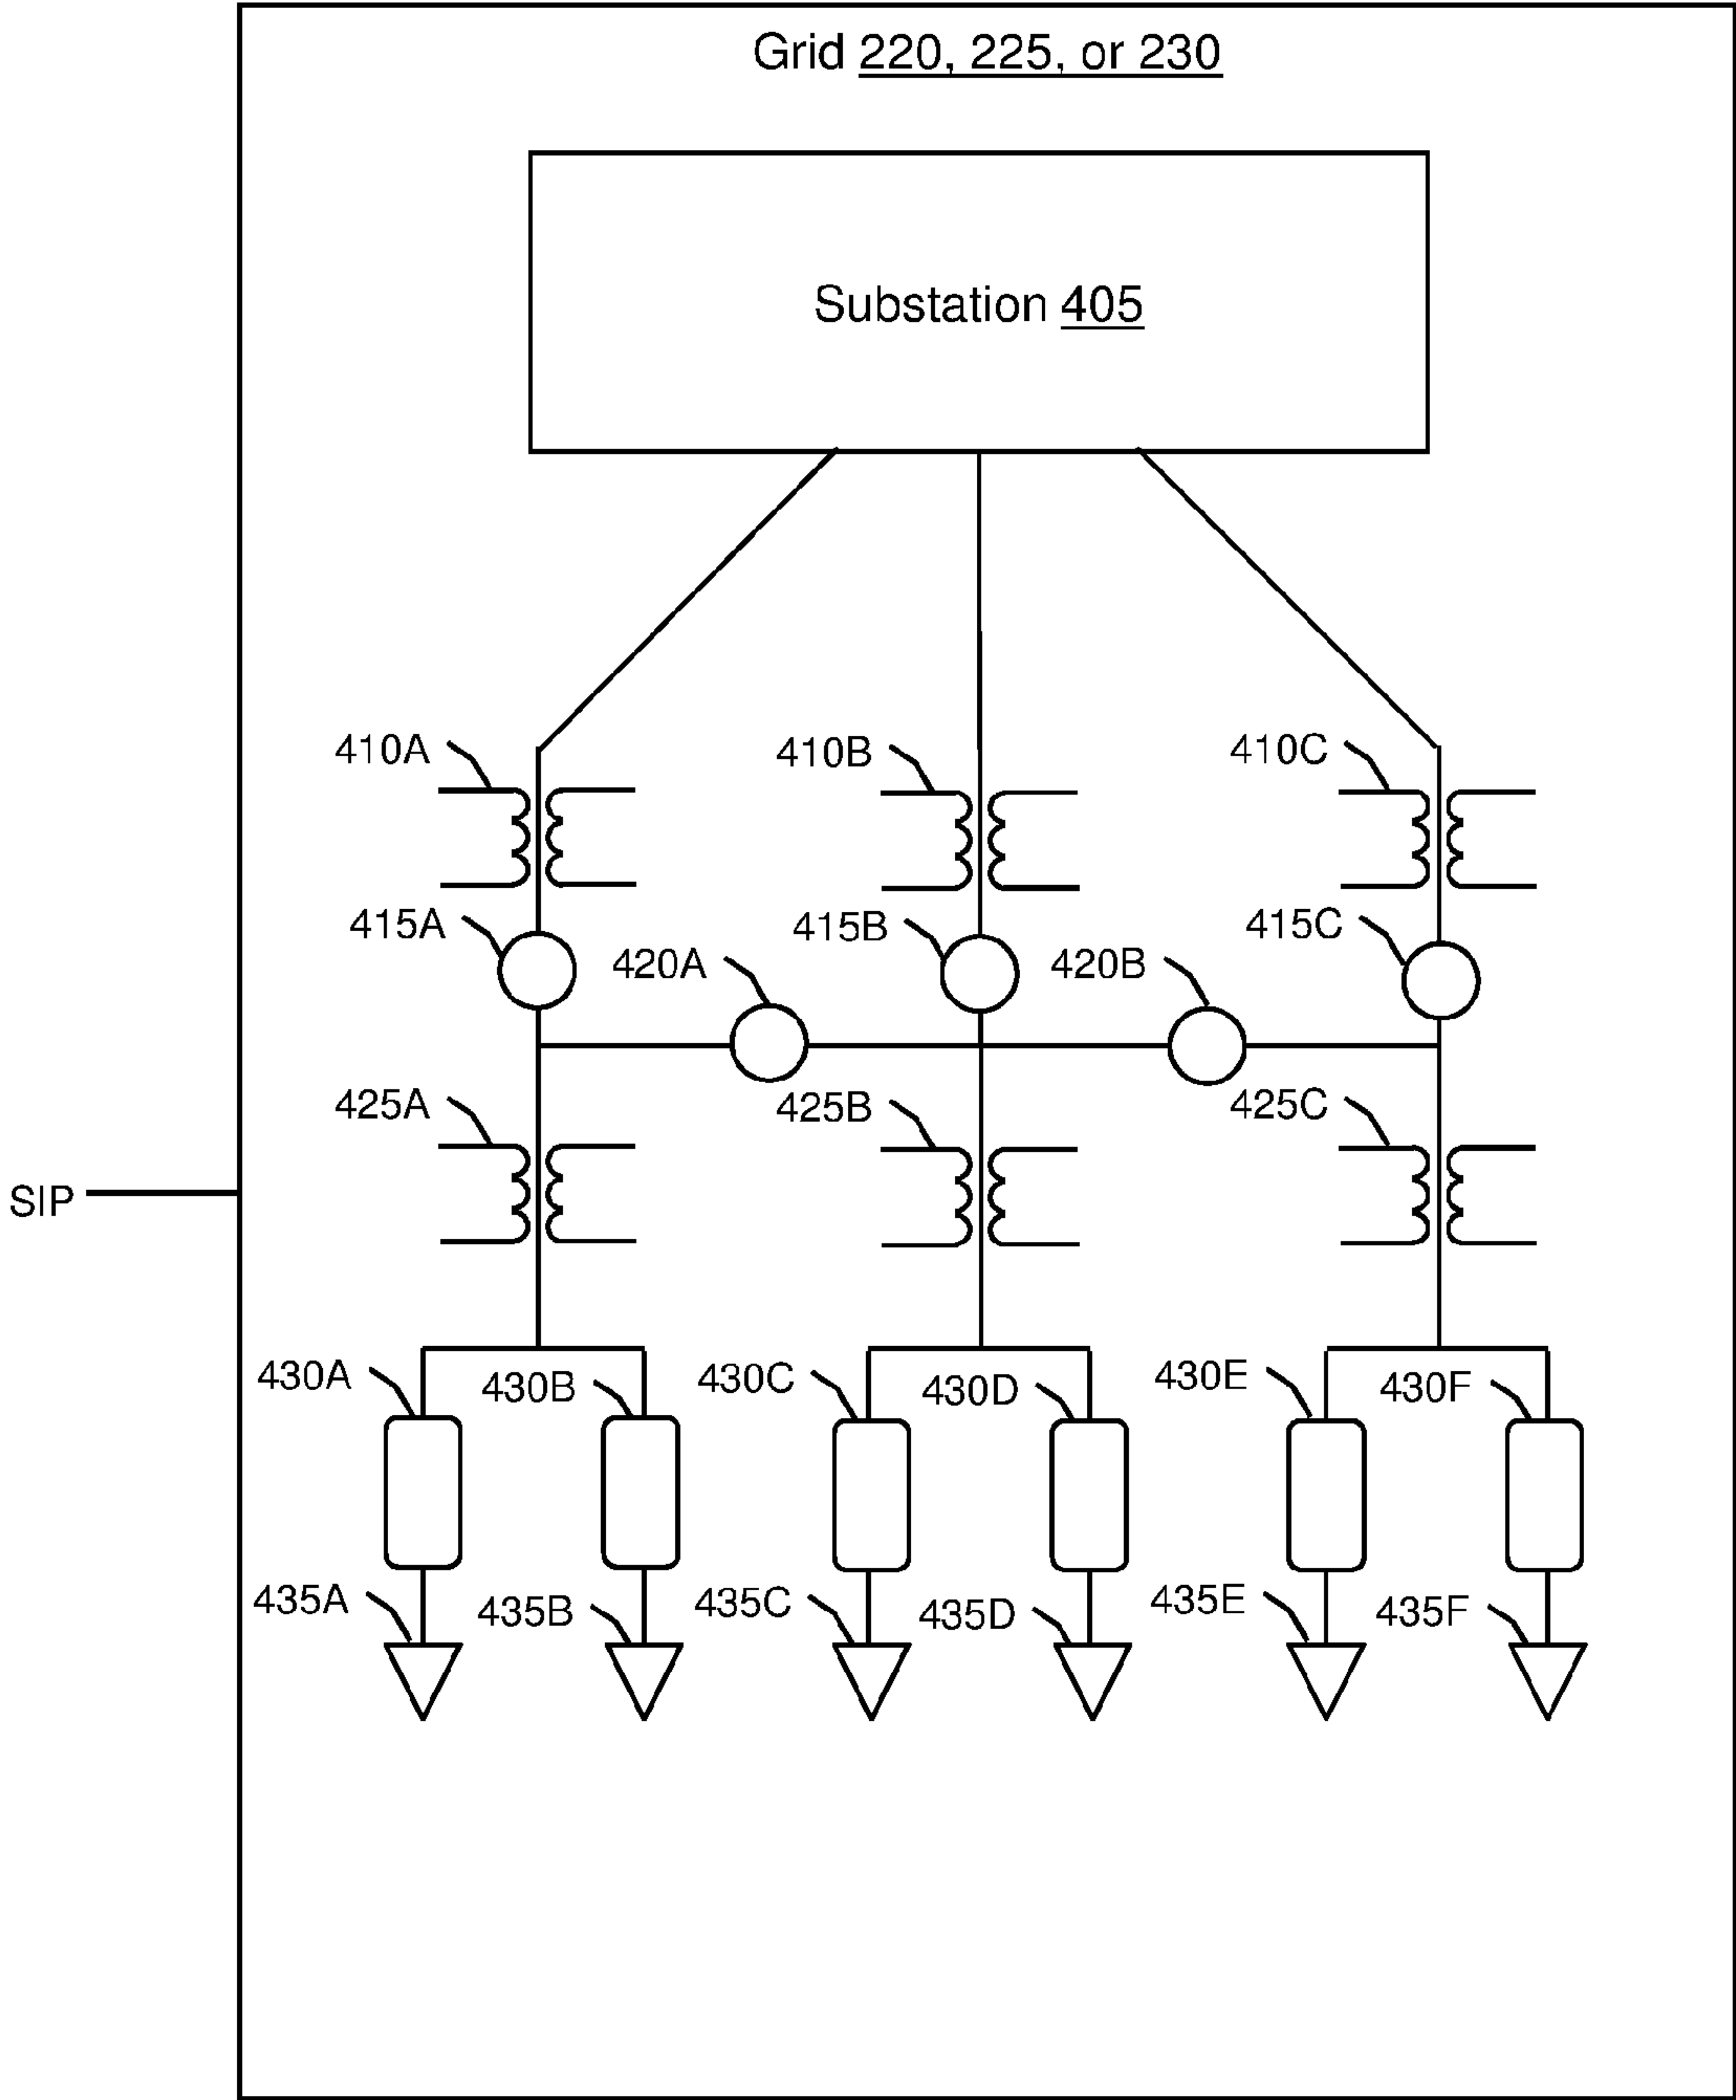 Grid 220, 225, or 230
Substation 405
410A
410B
410C
415A
415B
415C
420A
420B
425A
425B
425C
SIP
430A
430B
430C
430D
430E
430F
435A
435B
435C
435D
435E
435F